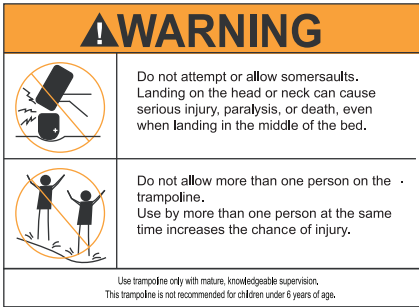 WARNING
Do not attempt or allow somersaults.
Landing on the head or neck can cause
serious injury, paralysis, or death, even
when landing in the middle of the bed.
Do not allow more than one person on the
trampoline.
Use by more than one person at the same
time increases the chance of injury.
Use trampoline only with mature, knowledgeable supervision.
This trampoline is not recommended for children under 6 years of age.